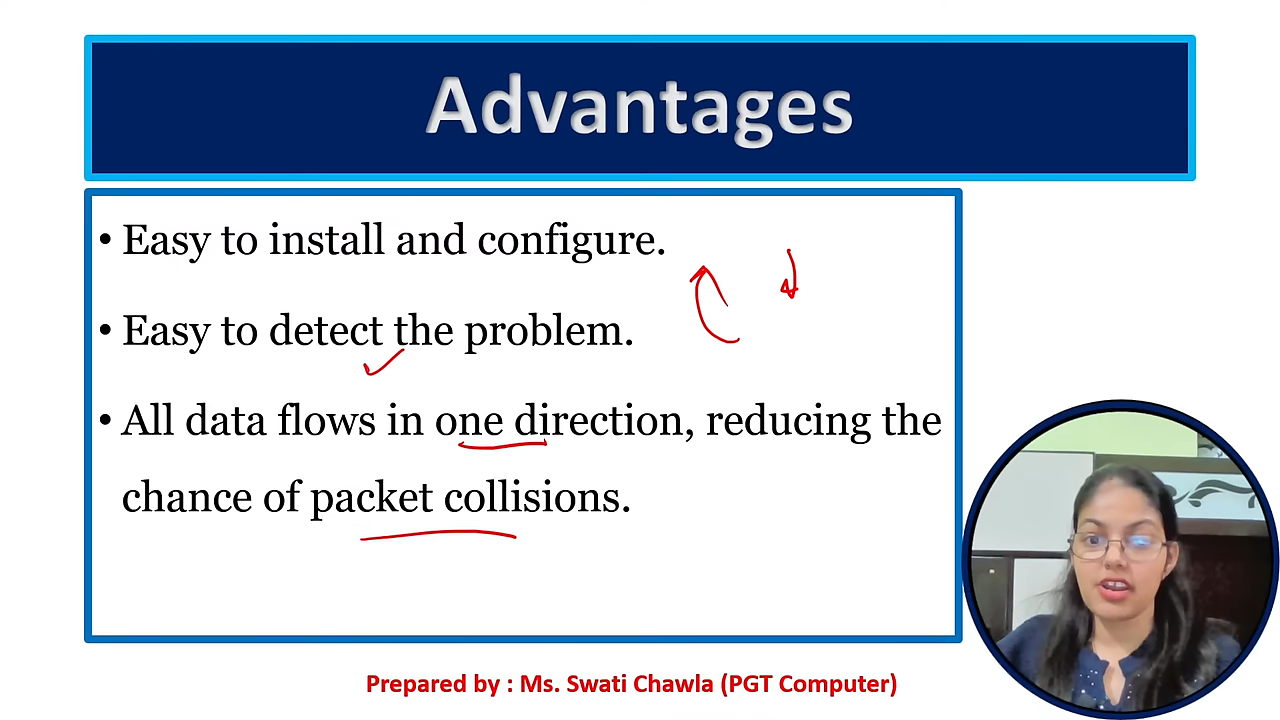 Advantages
• Easy to install and configure.
• Easy to detect the problem.
• All data flows in one direction, reducing the
chance of packet collisions.
Prepared by : Ms. Swati Chawla (PGT Computer)